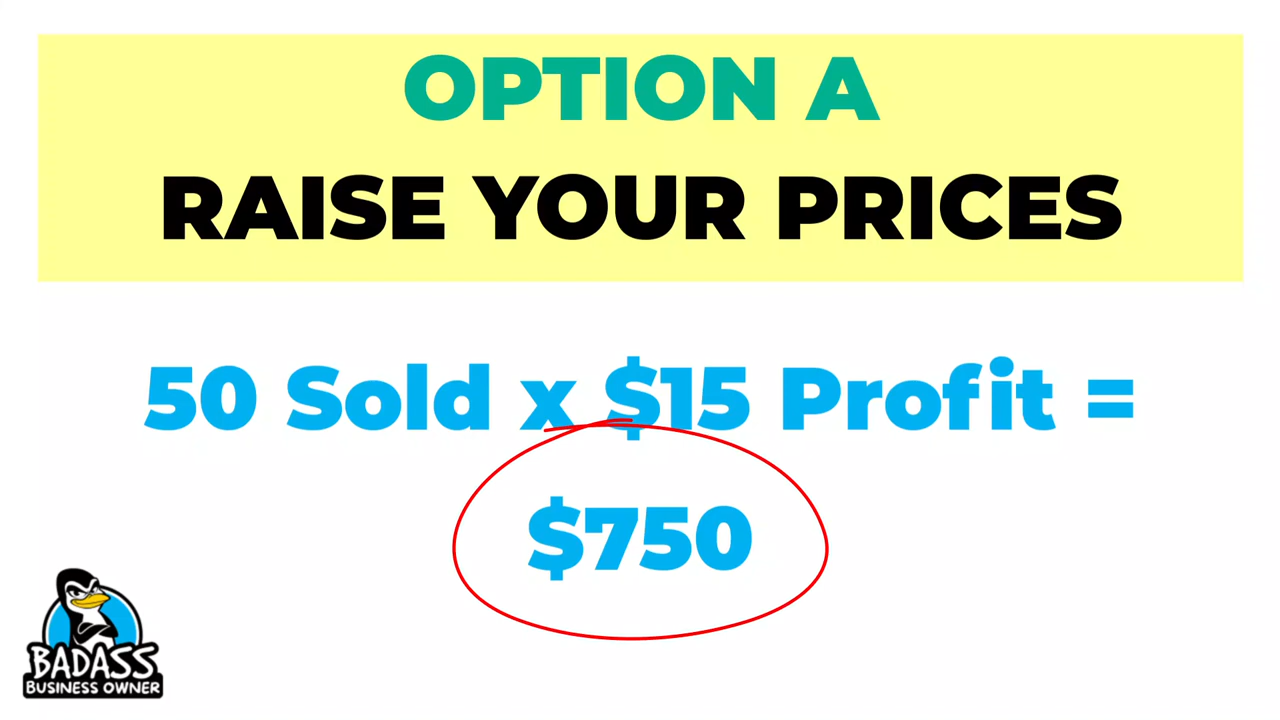 OPTION A
RAISE YOUR PRICES
50 Sold x $15 Profit =
$750
BADASS
BUSINESS OWNER